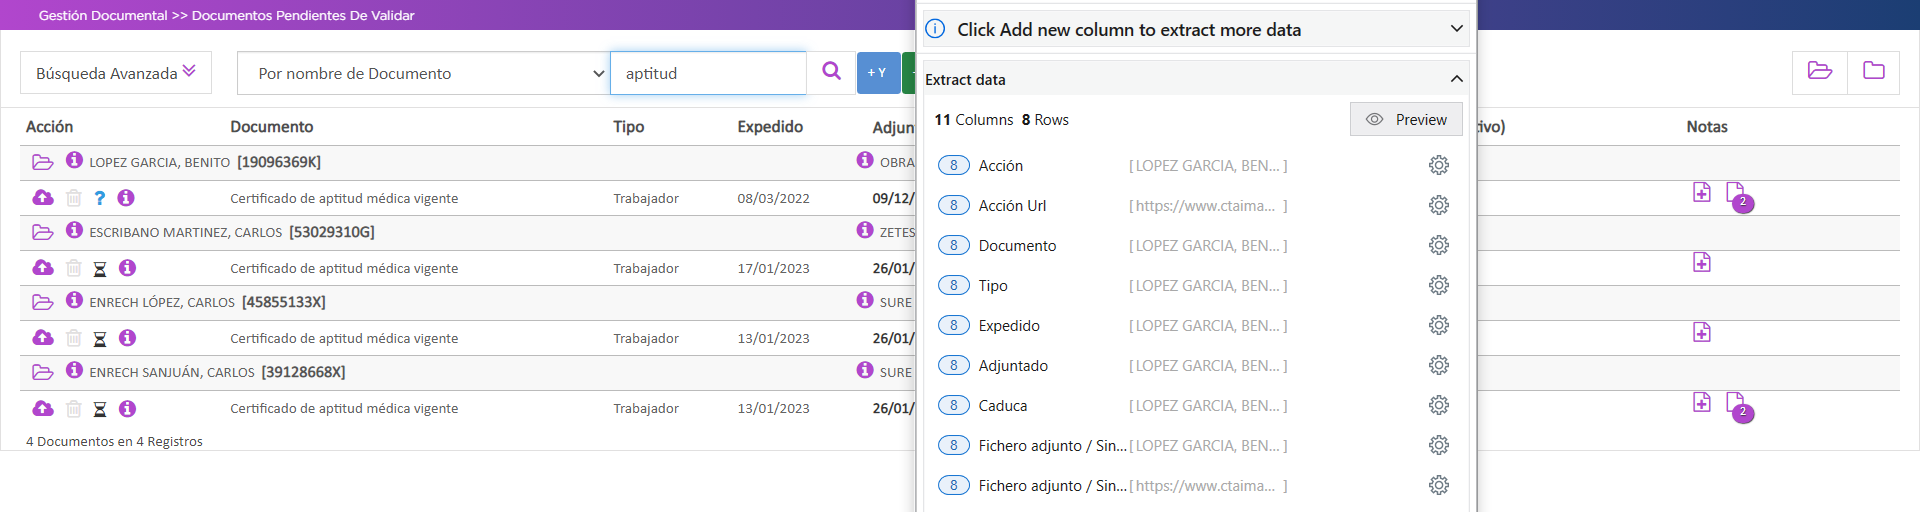 Gestión Documental >> Documentos Pendientes De Validar
Búsqueda Avanzada
Por nombre de Documento
aptitud
+ Y
Acción Documento Tipo Expedido Adjun tivo) Notas
LOPEZ GARCIA, BENITO [19096369K] OBRA
Certificado de aptitud médica vigente Trabajador 08/03/2022 09/12/ 2
ESCRIBANO MARTINEZ, CARLOS [53029310G] ZETES
Certificado de aptitud médica vigente Trabajador 17/01/2023 26/01/
ENRECH LÓPEZ, CARLOS [45855133X] SURE
Certificado de aptitud médica vigente Trabajador 13/01/2023 26/01/
ENRECH SANJUÁN, CARLOS [39128668X] SURE
Certificado de aptitud médica vigente Trabajador 13/01/2023 26/01/ 2
4 Documentos en 4 Registros
Click Add new column to extract more data
Extract data
11 Columns 8 Rows
Preview
8 Acción [ LOPEZ GARCIA, BEN... ]
8 Acción Url [ https://www.ctaima... ]
8 Documento [ LOPEZ GARCIA, BEN... ]
8 Tipo [ LOPEZ GARCIA, BEN... ]
8 Expedido [ LOPEZ GARCIA, BEN... ]
8 Adjuntado [ LOPEZ GARCIA, BEN... ]
8 Caduca [ LOPEZ GARCIA, BEN... ]
8 Fichero adjunto / Sin... [ LOPEZ GARCIA, BEN... ]
8 Fichero adjunto / Sin... [ https://www.ctaima... ]